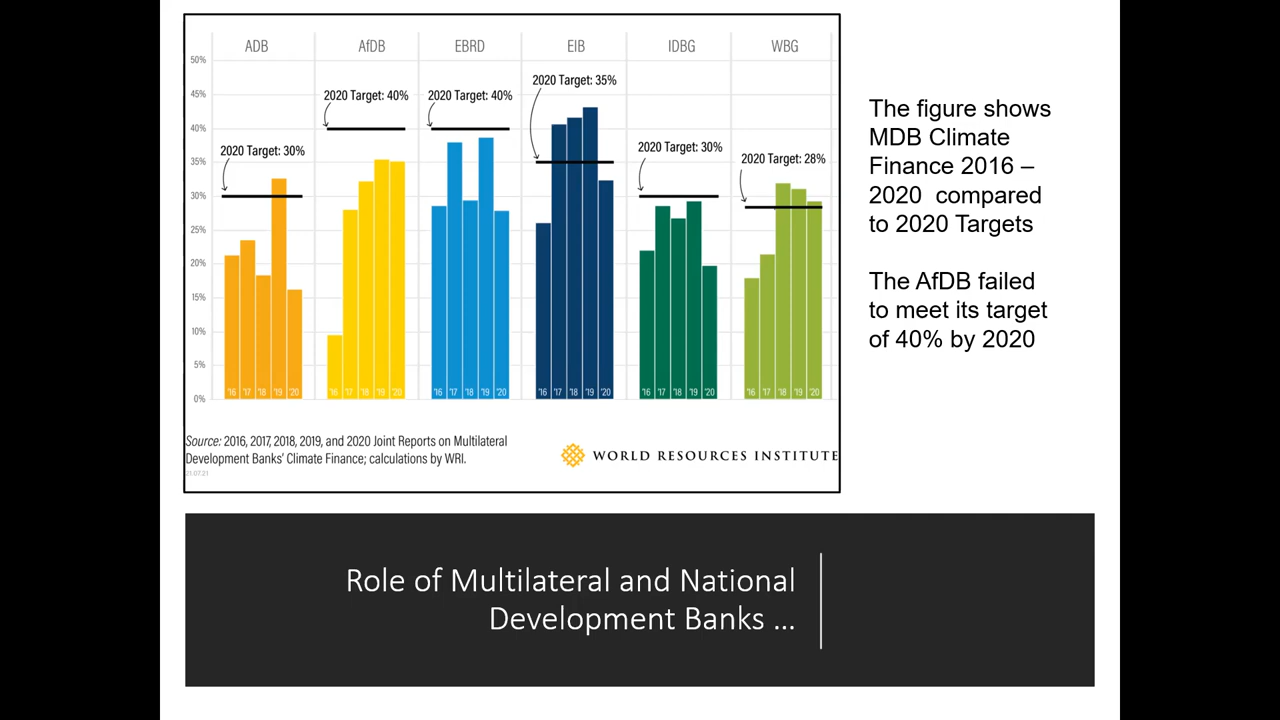 ADB AfDB EBRD EIB IDBG WBG
50%
45%
40%
35%
30%
25%
20%
15%
10%
5%
0%
2020 Target: 30%
2020 Target: 40%
2020 Target: 40%
2020 Target: 35%
2020 Target: 30%
2020 Target: 28%
'16 '17 '18 '19 '20 '16 '17 '18 '19 '20 '16 '17 '18 '19 '20 '16 '17 '18 '19 '20 '16 '17 '18 '19 '20 '16 '17 '18 '19 '20
Source: 2016, 2017, 2018, 2019, and 2020 Joint Reports on Multilateral
Development Banks' Climate Finance; calculations by WRI.
21.07.21
WORLD RESOURCES INSTITUTE
The figure shows
MDB Climate
Finance 2016 –
2020 compared
to 2020 Targets
The AfDB failed
to meet its target
of 40% by 2020
Role of Multilateral and National
Development Banks ...